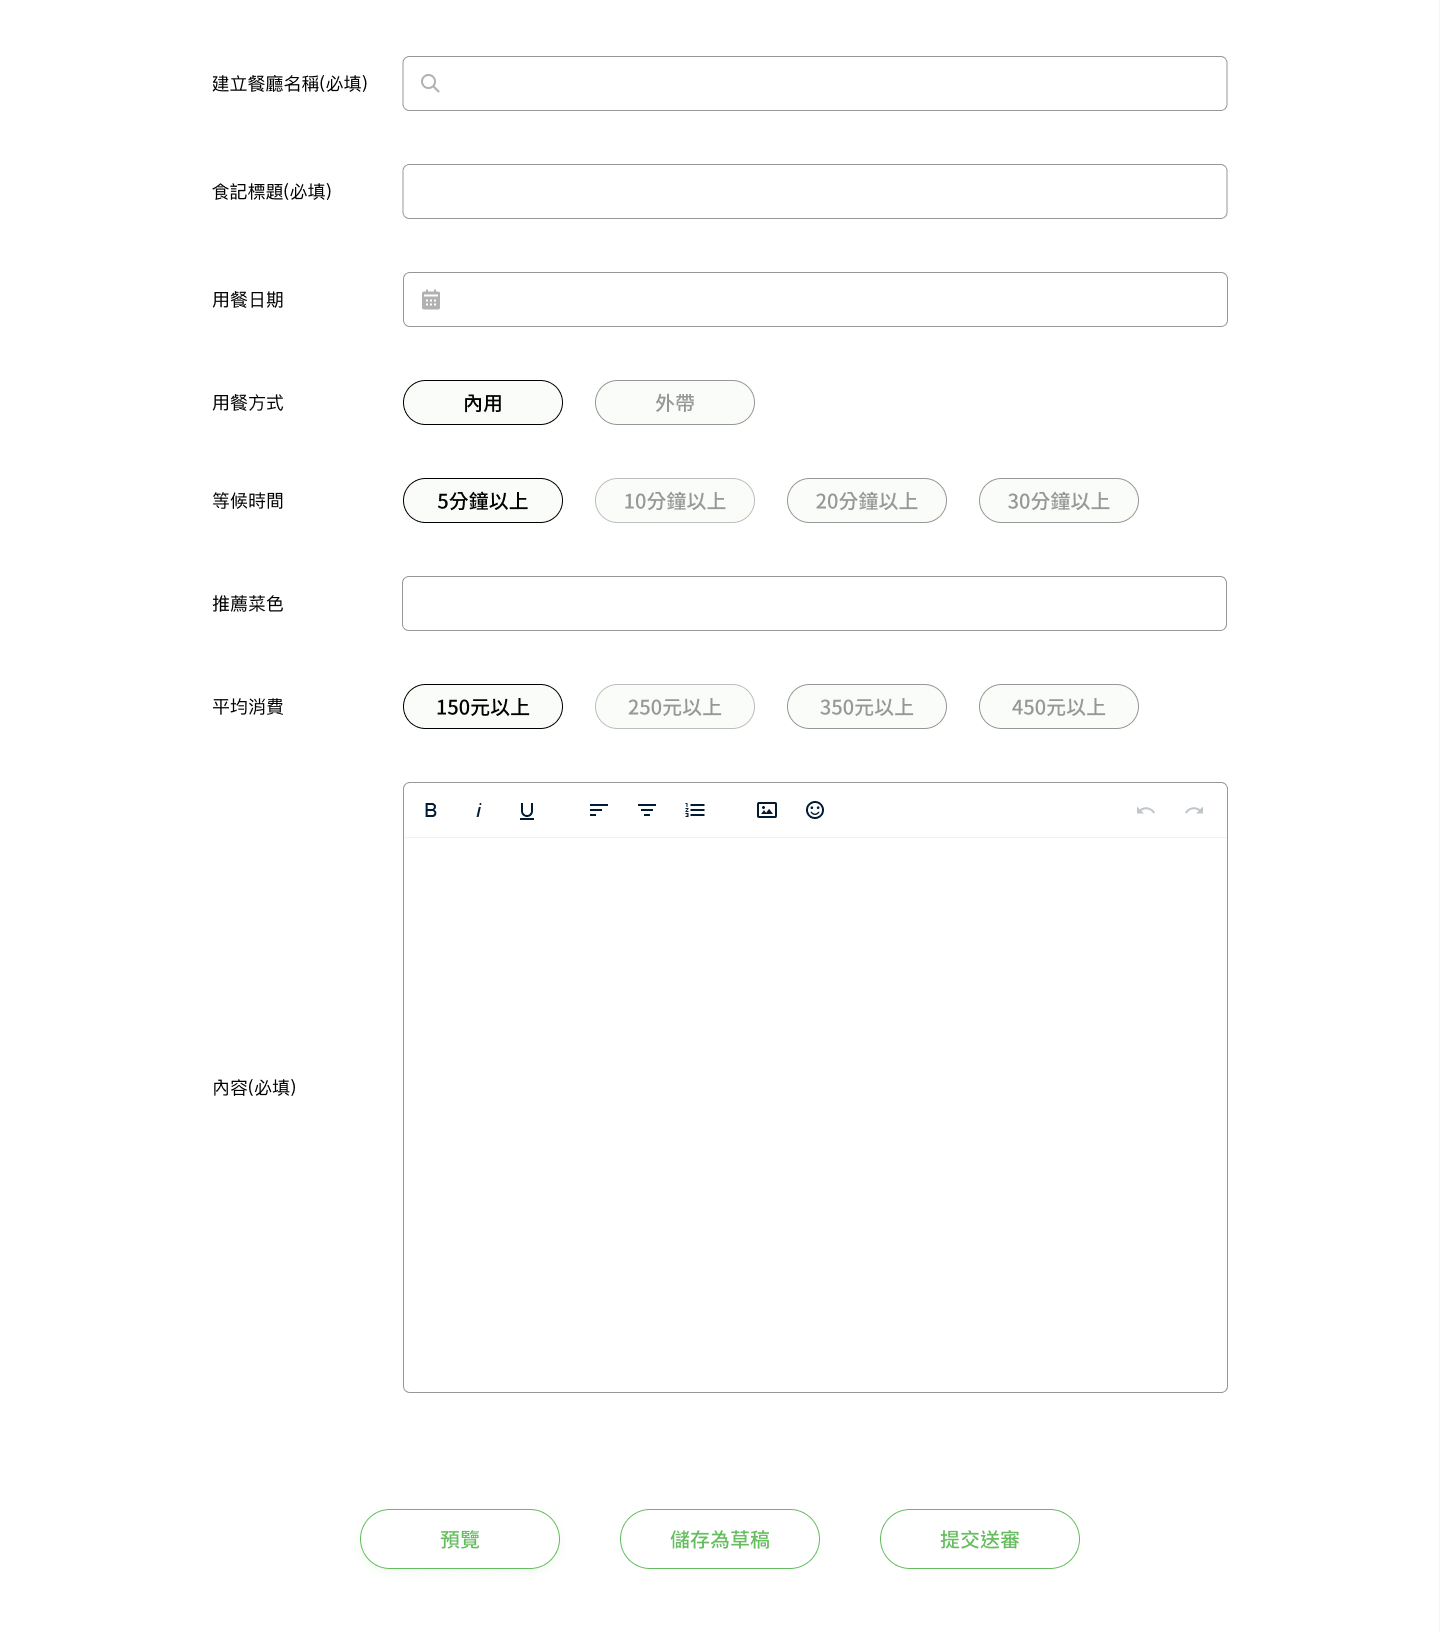 建立餐廳名稱(必填)
食記標題(必填)
用餐日期
用餐方式
內用
外帶
等候時間
5分鐘以上
10分鐘以上
20分鐘以上
30分鐘以上
推薦菜色
平均消費
150元以上
250元以上
350元以上
450元以上
B i U
內容(必填)
預覽
儲存為草稿
提交送審